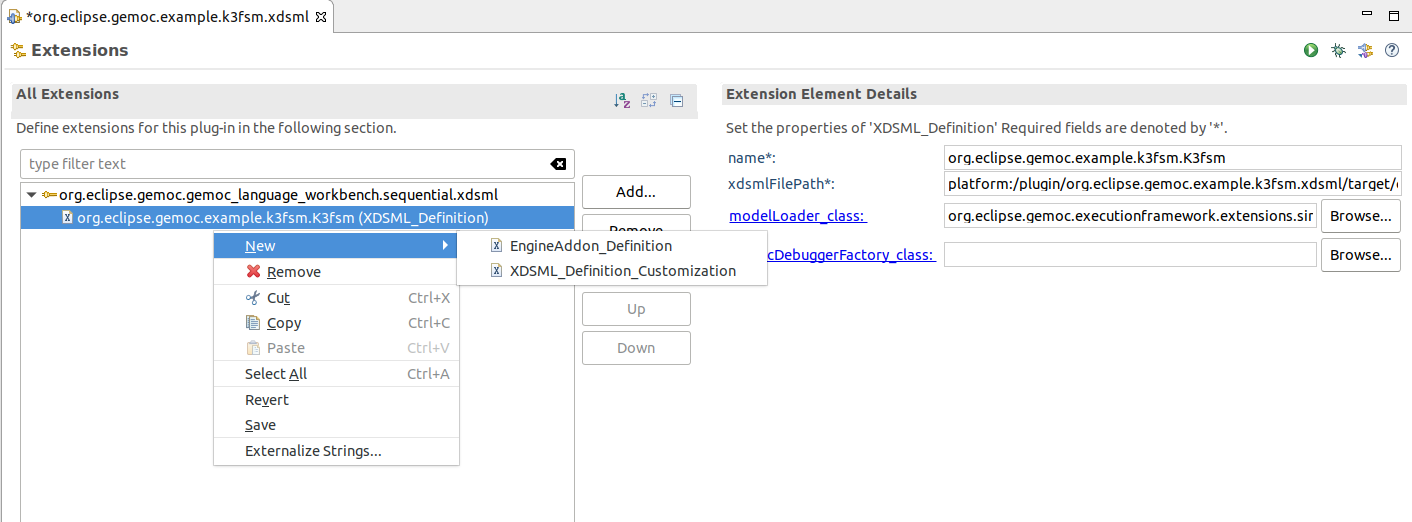 *org.eclipse.gemoc.example.k3fsm.xdsml
Extensions
All Extensions
Define extensions for this plug-in in the following section.
type filter text
org.eclipse.gemoc.gemoc_language_workbench.sequential.xdsml
org.eclipse.gemoc.example.k3fsm.K3fsm (XDSML_Definition)
Add...
Remove
Up
Down
New
Remove
Cut Ctrl+X
Copy Ctrl+C
Paste Ctrl+V
Select All Ctrl+A
Revert
Save
Externalize Strings...
EngineAddon_Definition
XDSML_Definition_Customization
Extension Element Details
Set the properties of 'XDSML_Definition' Required fields are denoted by '*'.
name*: org.eclipse.gemoc.example.k3fsm.K3fsm
xdsmlFilePath*: platform:/plugin/org.eclipse.gemoc.example.k3fsm.xdsml/target/
modelLoader_class: org.eclipse.gemoc.executionframework.extensions.sir Browse...
cDebuggerFactory_class: Browse...